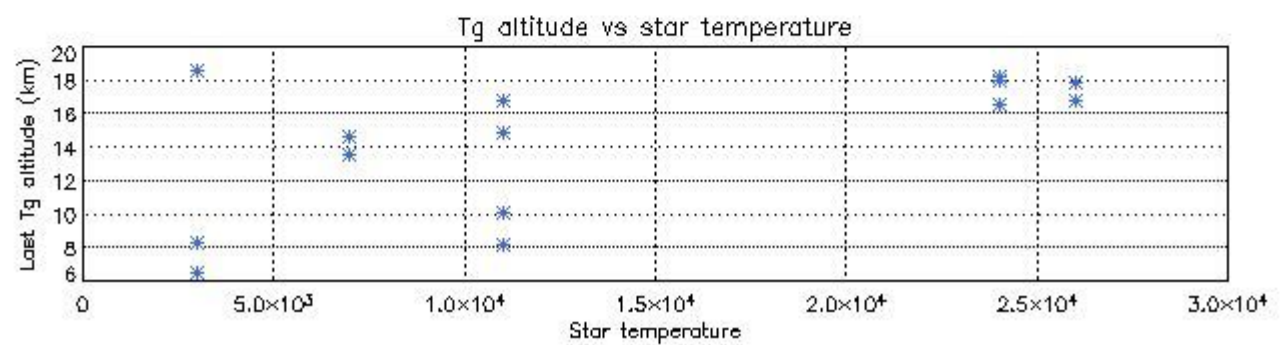 Tg altitude vs star temperature
Last Tg altitude (km)
20
18
16
14
12
10
8
6
0 5.0×10³ 1.0×10⁴ 1.5×10⁴ 2.0×10⁴ 2.5×10⁴ 3.0×10⁴
Star temperature